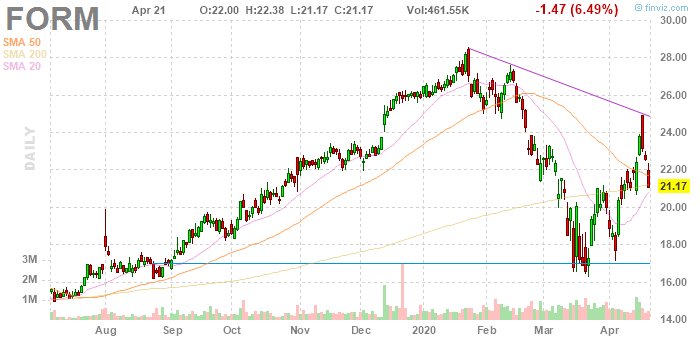 FORM
Apr 21 O:22.00 H:22.38 L:21.17 C:21.17 Vol:461.55K -1.47 (6.49%)
© finviz.com
SMA 50
SMA 200
SMA 20
DAILY
30.00
28.00
26.00
24.00
22.00
21.17
20.00
18.00
16.00
14.00
3M
2M
1M
Aug Sep Oct Nov Dec 2020 Feb Mar Apr